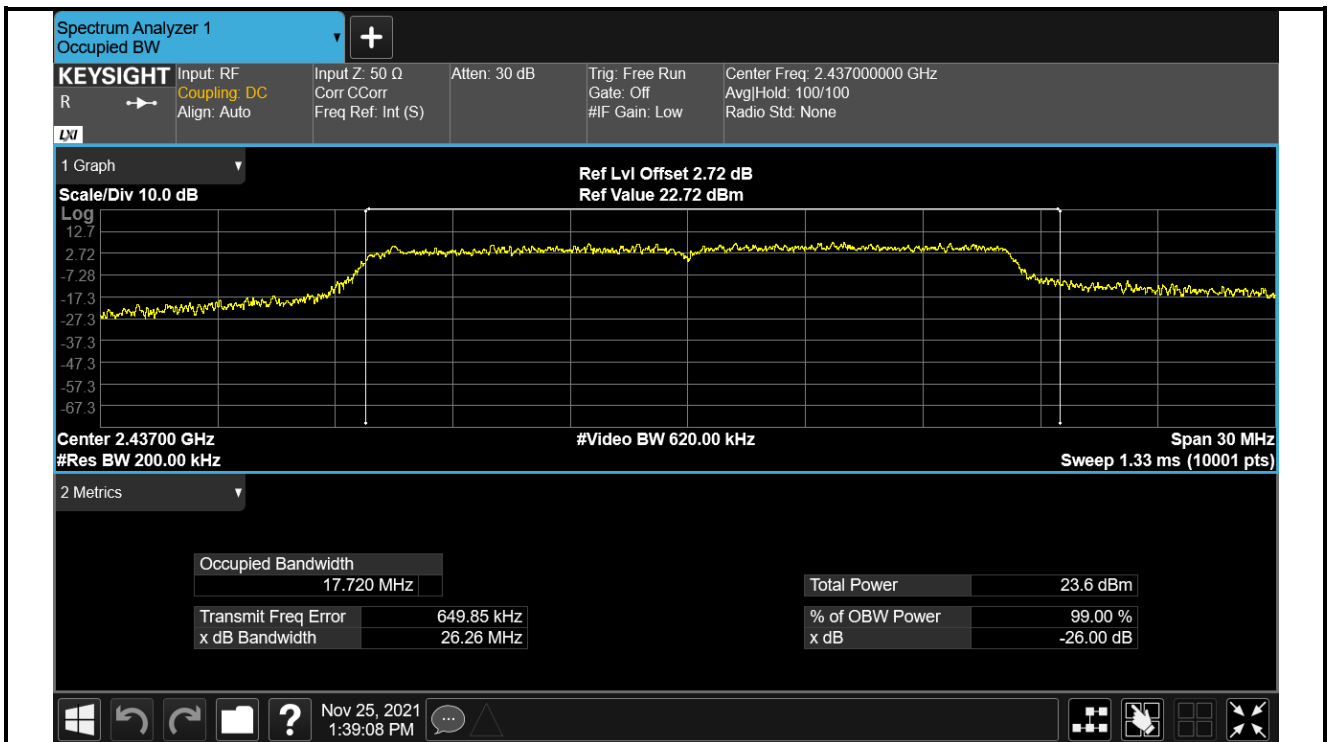 Spectrum Analyzer 1
Occupied BW
KEYSIGHT
R
LXI
Input: RF
Coupling: DC
Align: Auto
Input Z: 50 Ω
Corr CCorr
Freq Ref: Int (S)
Atten: 30 dB
Trig: Free Run
Gate: Off
#IF Gain: Low
Center Freq: 2.437000000 GHz
Avg|Hold: 100/100
Radio Std: None
1 Graph
Scale/Div 10.0 dB
Ref Lvl Offset 2.72 dB
Ref Value 22.72 dBm
Log
12.7
2.72
-7.28
-17.3
-27.3
-37.3
-47.3
-57.3
-67.3
Center 2.43700 GHz
#Res BW 200.00 kHz
#Video BW 620.00 kHz
Span 30 MHz
Sweep 1.33 ms (10001 pts)
2 Metrics
Occupied Bandwidth
17.720 MHz
Transmit Freq Error 649.85 kHz
x dB Bandwidth 26.26 MHz
Total Power 23.6 dBm
% of OBW Power 99.00 %
x dB -26.00 dB
Nov 25, 2021
1:39:08 PM